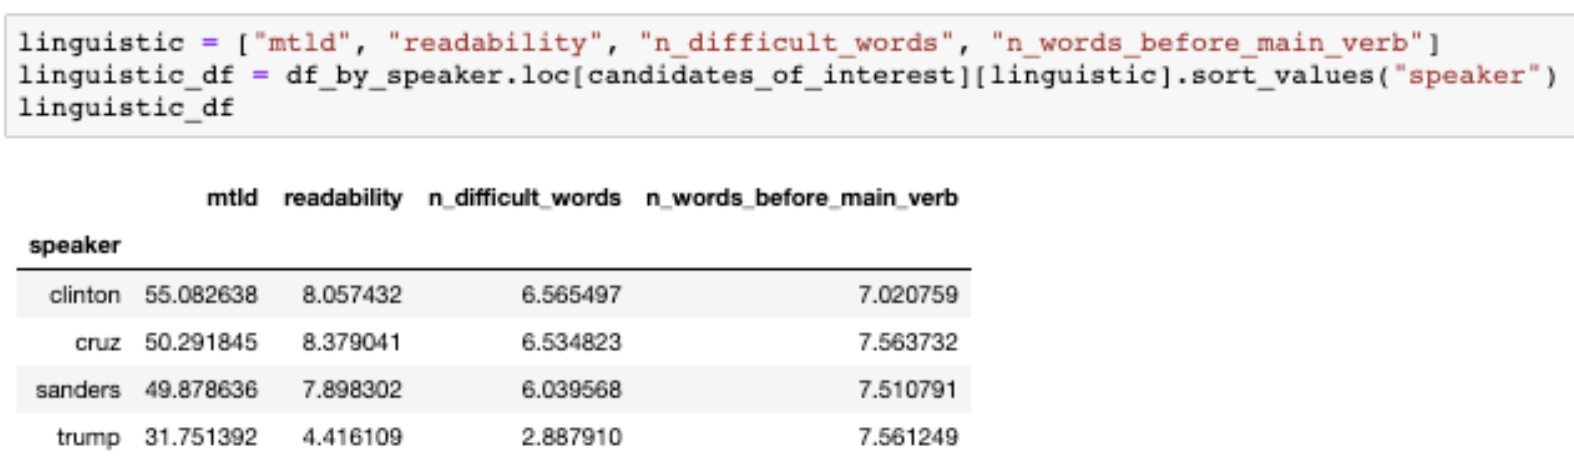 linguistic = ["mtld", "readability", "n_difficult_words", "n_words_before_main_verb"]
linguistic_df = df_by_speaker.loc[candidates_of_interest][linguistic].sort_values("speaker")
linguistic_df
mtld readability n_difficult_words n_words_before_main_verb
speaker
clinton 55.082638 8.057432 6.565497 7.020759
cruz 50.291845 8.379041 6.534823 7.563732
sanders 49.878636 7.898302 6.039568 7.510791
trump 31.751392 4.416109 2.887910 7.561249